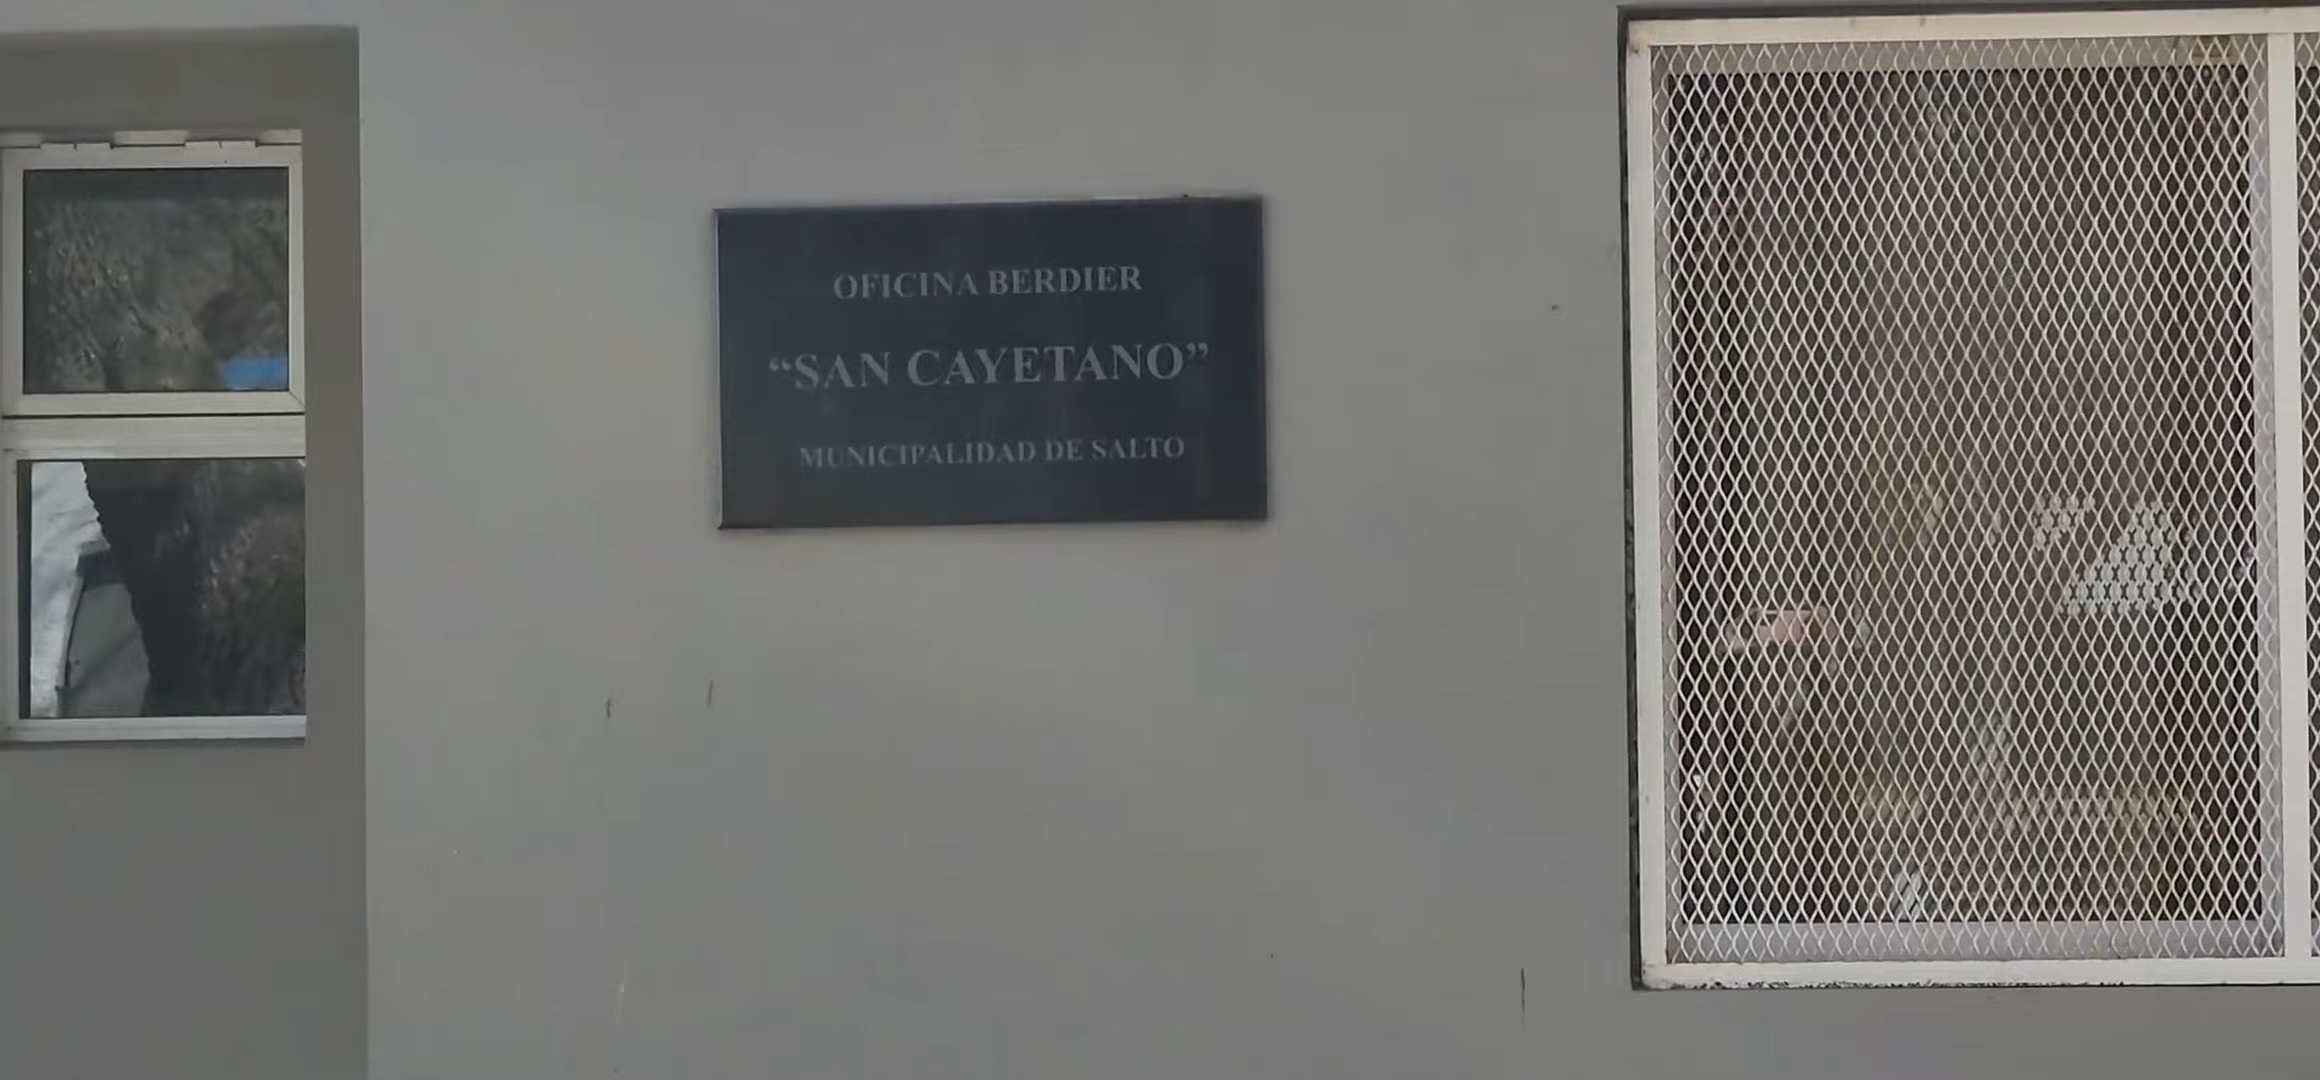 OFICINA BERDIER
“SAN CAYETANO”
MUNICIPALIDAD DE SALTO